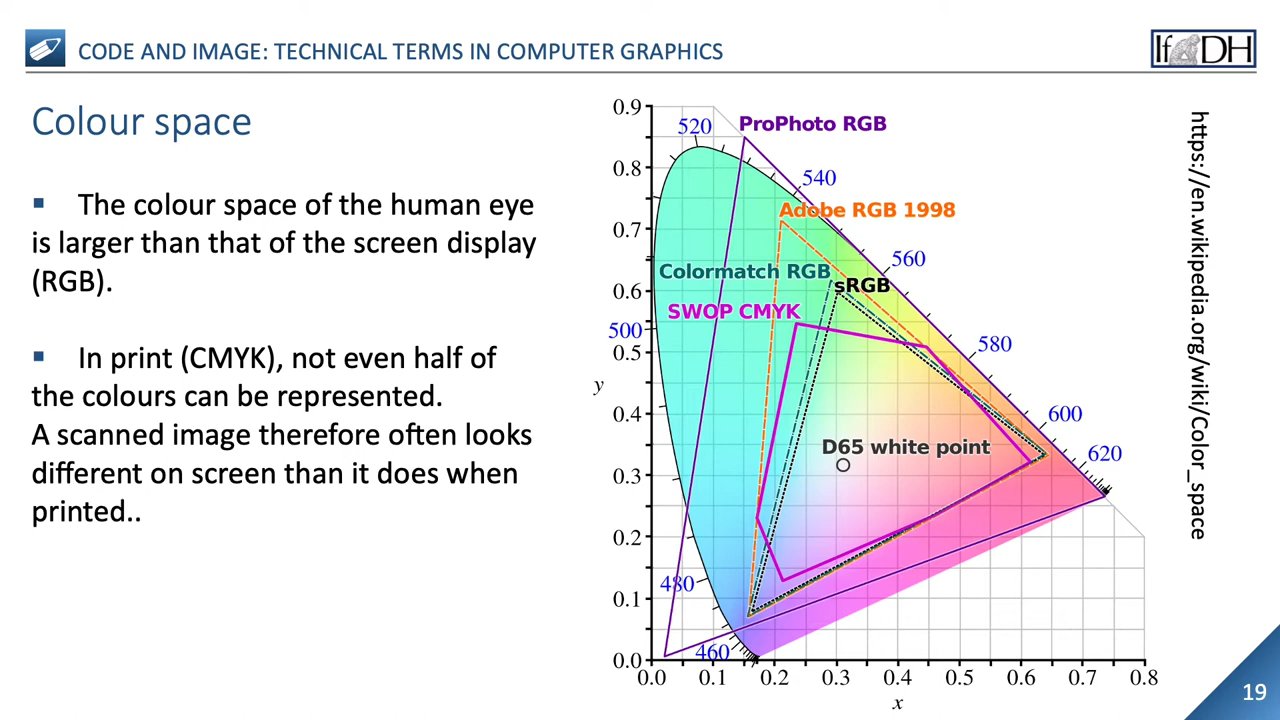 CODE AND IMAGE: TECHNICAL TERMS IN COMPUTER GRAPHICS
IfDH
Colour space
▪ The colour space of the human eye
is larger than that of the screen display
(RGB).
▪ In print (CMYK), not even half of
the colours can be represented.
A scanned image therefore often looks
different on screen than it does when
printed..
0.9
0.8
0.7
0.6
0.5
0.4
0.3
0.2
0.1
0.0
y
0.0 0.1 0.2 0.3 0.4 0.5 0.6 0.7 0.8
x
ProPhoto RGB
520
540
Adobe RGB 1998
560
Colormatch RGB
sRGB
SWOP CMYK
500
580
600
D65 white point
620
480
460
https://en.wikipedia.org/wiki/Color_space
19